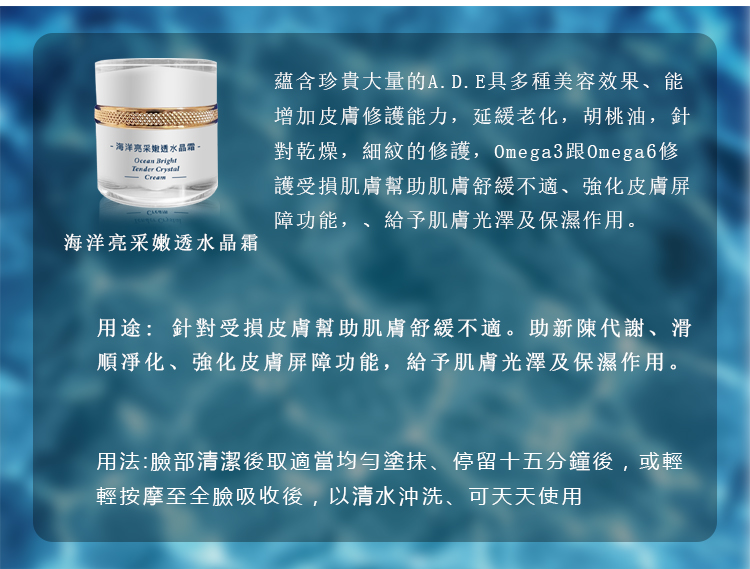 蘊含珍貴大量的A.D.E具多種美容效果、能
增加皮膚修護能力，延緩老化，胡桃油，針
對乾燥，細紋的修護，Omega3跟Omega6修
護受損肌膚幫助肌膚舒緩不適、強化皮膚屏
障功能，、給予肌膚光澤及保濕作用。
-海洋亮采嫩透水晶霜-
Ocean Bright
Tender Crystal
Cream
海洋亮采嫩透水晶霜
用途： 針對受損皮膚幫助肌膚舒緩不適。助新陳代謝、滑
順凈化、強化皮膚屏障功能，給予肌膚光澤及保濕作用。
用法:臉部清潔後取適當均勻塗抹、停留十五分鐘後，或輕
輕按摩至全臉吸收後，以清水沖洗、可天天使用